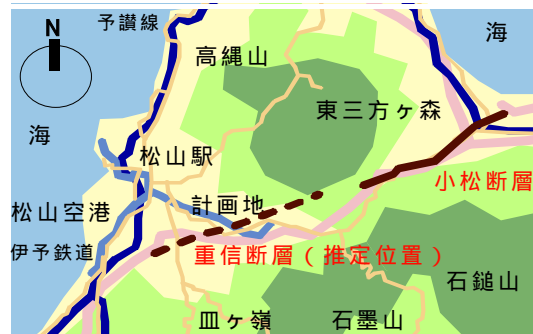 予讃線
N
海
高縄山
東三方ヶ森
海
松山駅
小松断層
計画地
松山空港
伊予鉄道
重信断層（推定位置）
石鎚山
皿ヶ嶺
石墨山